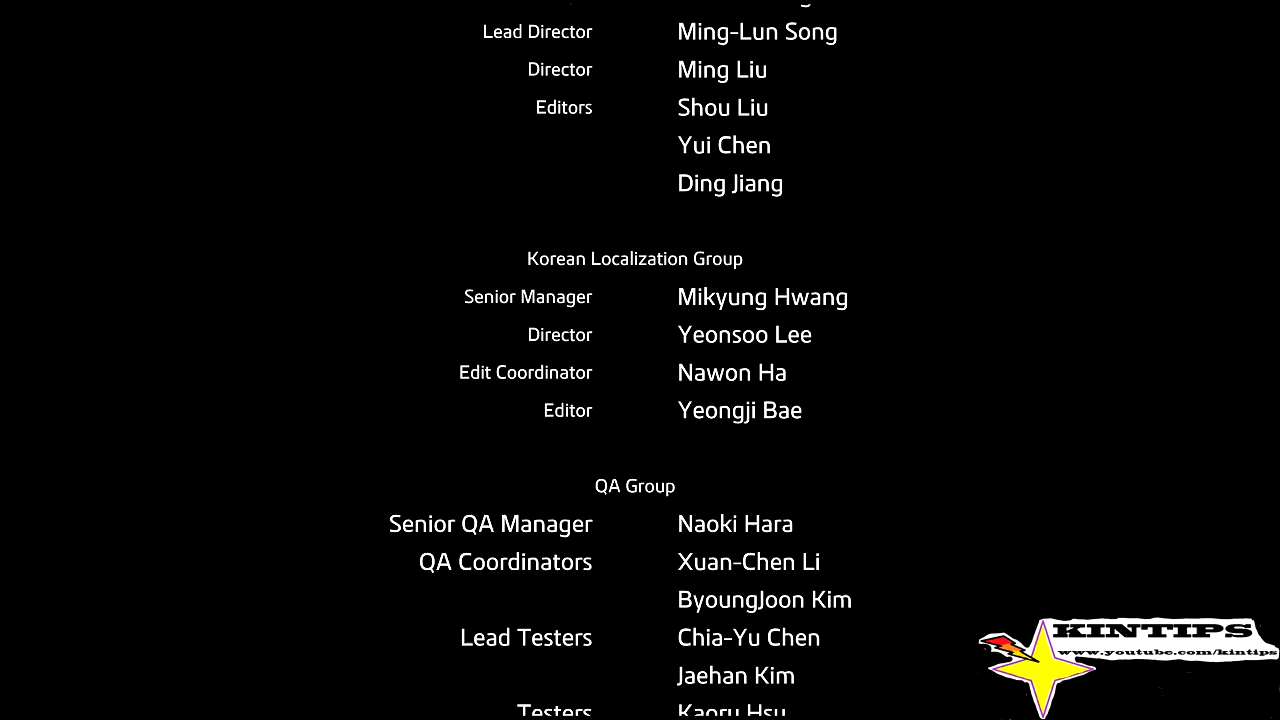 Lead Director Ming-Lun Song
Director Ming Liu
Editors Shou Liu
Yui Chen
Ding Jiang
Korean Localization Group
Senior Manager Mikyung Hwang
Director Yeonsoo Lee
Edit Coordinator Nawon Ha
Editor Yeongji Bae
QA Group
Senior QA Manager Naoki Hara
QA Coordinators Xuan-Chen Li
ByoungJoon Kim
Lead Testers Chia-Yu Chen
Jaehan Kim
Testers Kaoru Hsu
KINTIPS
www.youtube.com/kintips